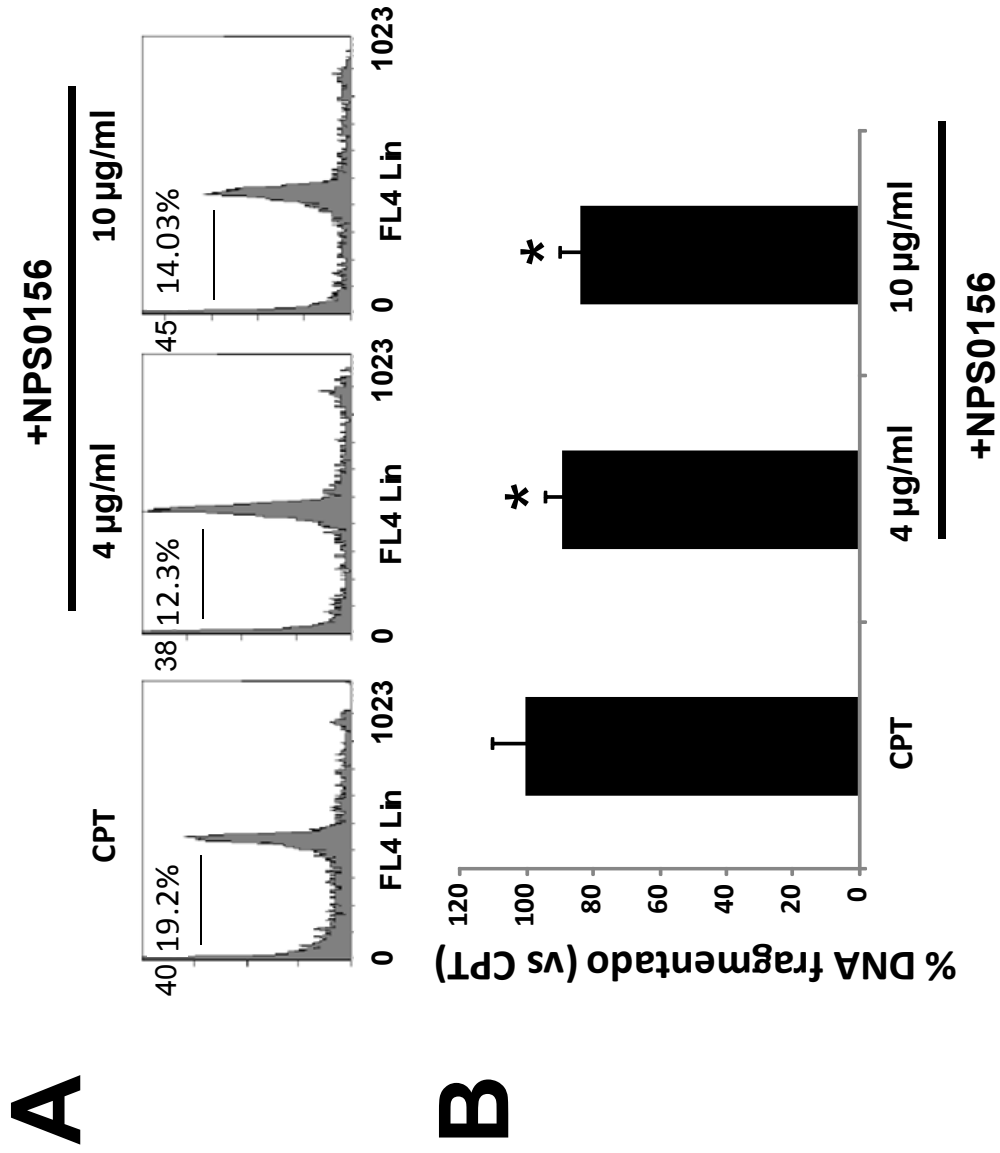 A
+NPS0156
CPT
4 µg/ml
10 µg/ml
40
19.2%
0
FL4 Lin
1023
38
12.3%
0
FL4 Lin
1023
45
14.03%
0
FL4 Lin
1023
B
% DNA fragmentado (vs CPT)
120
100
80
60
40
20
0
*
*
CPT
4 µg/ml
10 µg/ml
+NPS0156